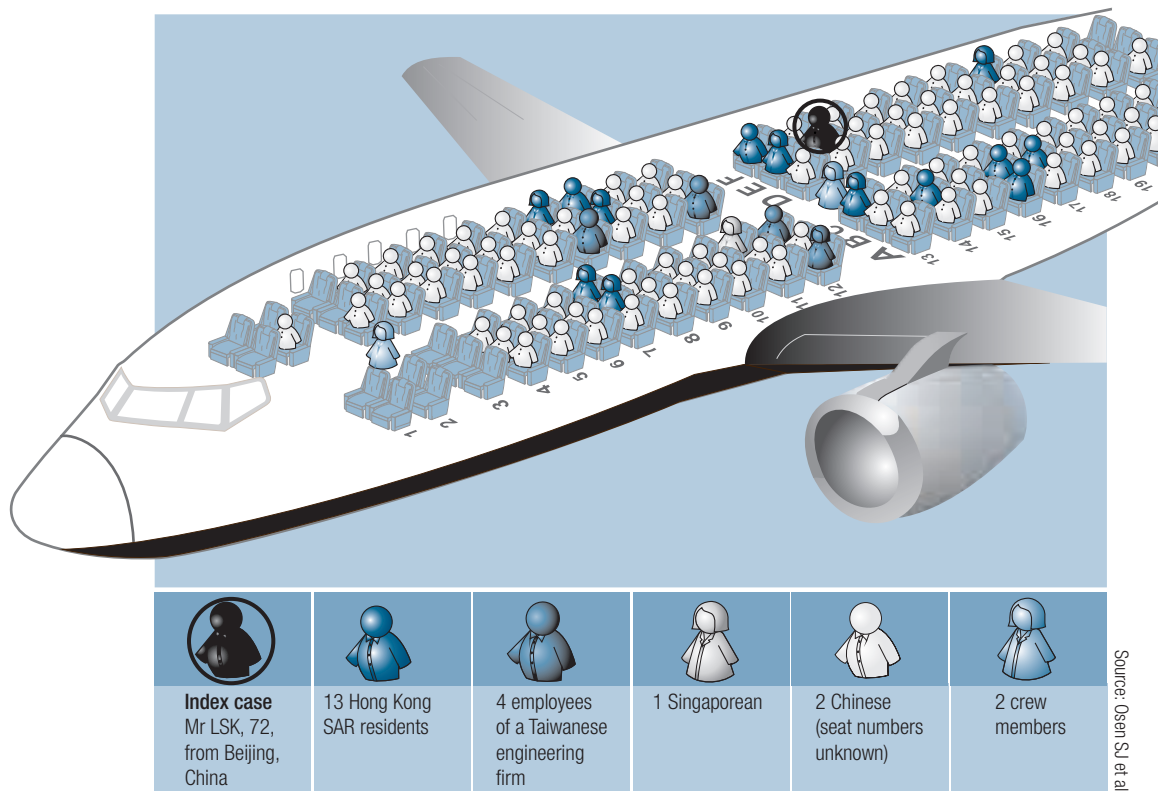 A B C D E F
1
2
3
4
5
6
7
8
9
10
11
12
13
14
15
16
17
18
19
Index case
Mr LSK, 72,
from Beijing,
China
13 Hong Kong
SAR residents
4 employees
of a Taiwanese
engineering
firm
1 Singaporean
2 Chinese
(seat numbers
unknown)
2 crew
members
Source: Osen SJ et al